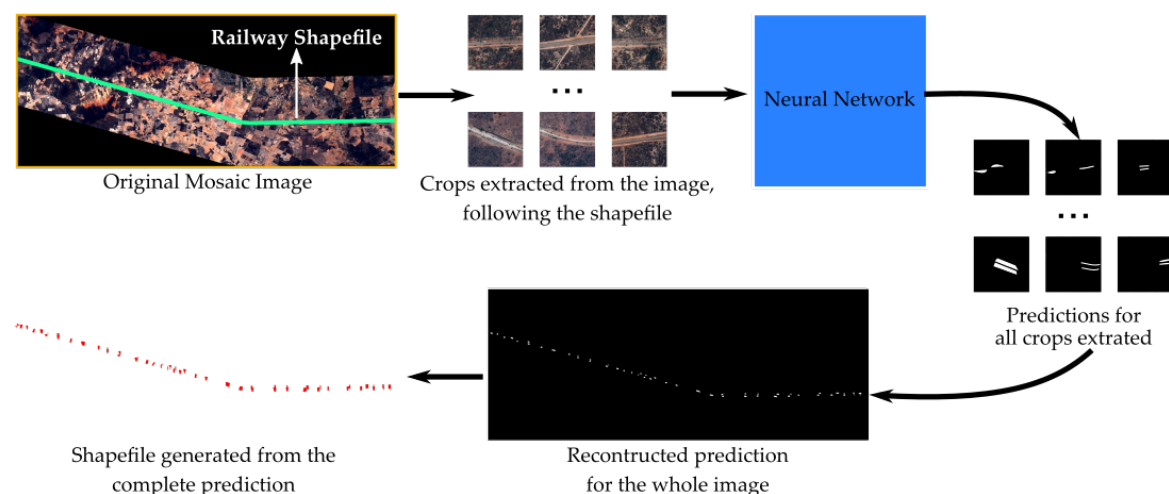 Railway Shapefile
Original Mosaic Image
...
Crops extracted from the image,
following the shapefile
Neural Network
...
Predictions for
all crops extrated
Recontructed prediction
for the whole image
Shapefile generated from the
complete prediction